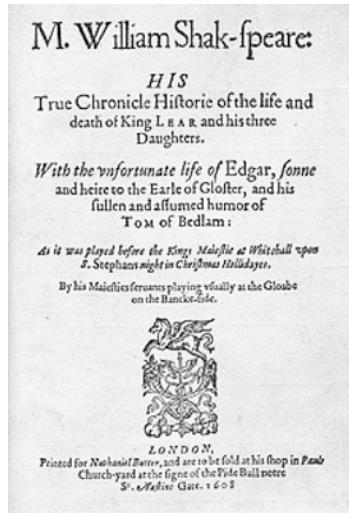 M. William Shak-ſpeare:
HIS
True Chronicle Hiſtorie of the life and
death of King LEAR and his three
Daughters.
With the vnfortunate life of Edgar, ſonne
and heire to the Earle of Gloſter, and his
ſullen and aſſumed humor of
TOM of Bedlam:
As it was played before the Kings Maieſtie at Whitehall vpon
S. Stephans night in Chriſtmas Hollidayes.
By his Maieſties ſeruants playing vſually at the Gloabe
on the Bancke-ſide.
LONDON,
Printed for Nathaniel Butter, and are to be ſold at his ſhop in Pauls
Church-yard at the ſigne of the Pide Bull neere
St. Auſtins Gate. 1608